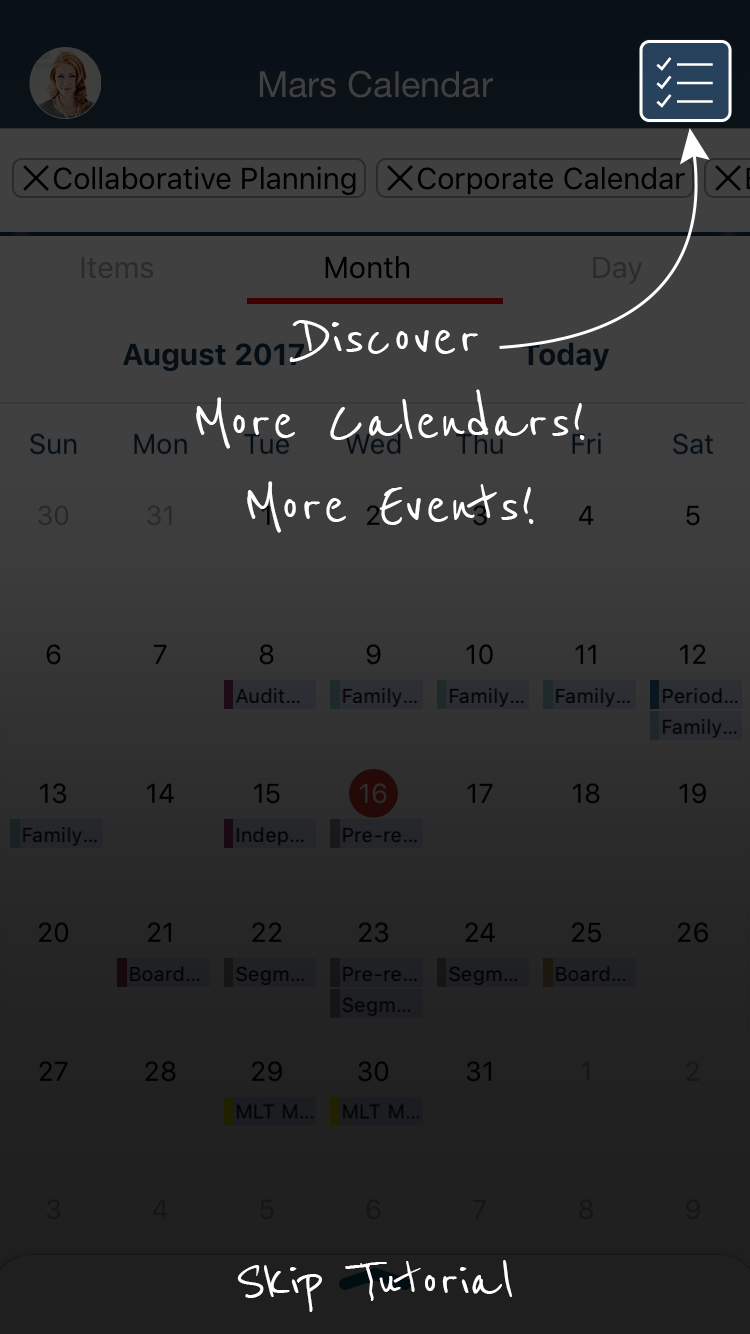 Mars Calendar
Collaborative Planning Corporate Calendar
Items Month Day
Discover
August 2017 Today
More Calendars!
Sun Mon Tue Wed Thu Fri Sat
More Events!
30 31 1 2 3 4 5
6 7 8 9 10 11 12
Audit... Family... Family... Family... Period...
Family...
13 14 15 16 17 18 19
Family... Indep... Pre-re...
20 21 22 23 24 25 26
Board... Segm... Pre-re... Segm... Board...
Segm...
27 28 29 30 31 1 2
MLT M... MLT M...
3 4 5 6 7 8 9
Skip Tutorial